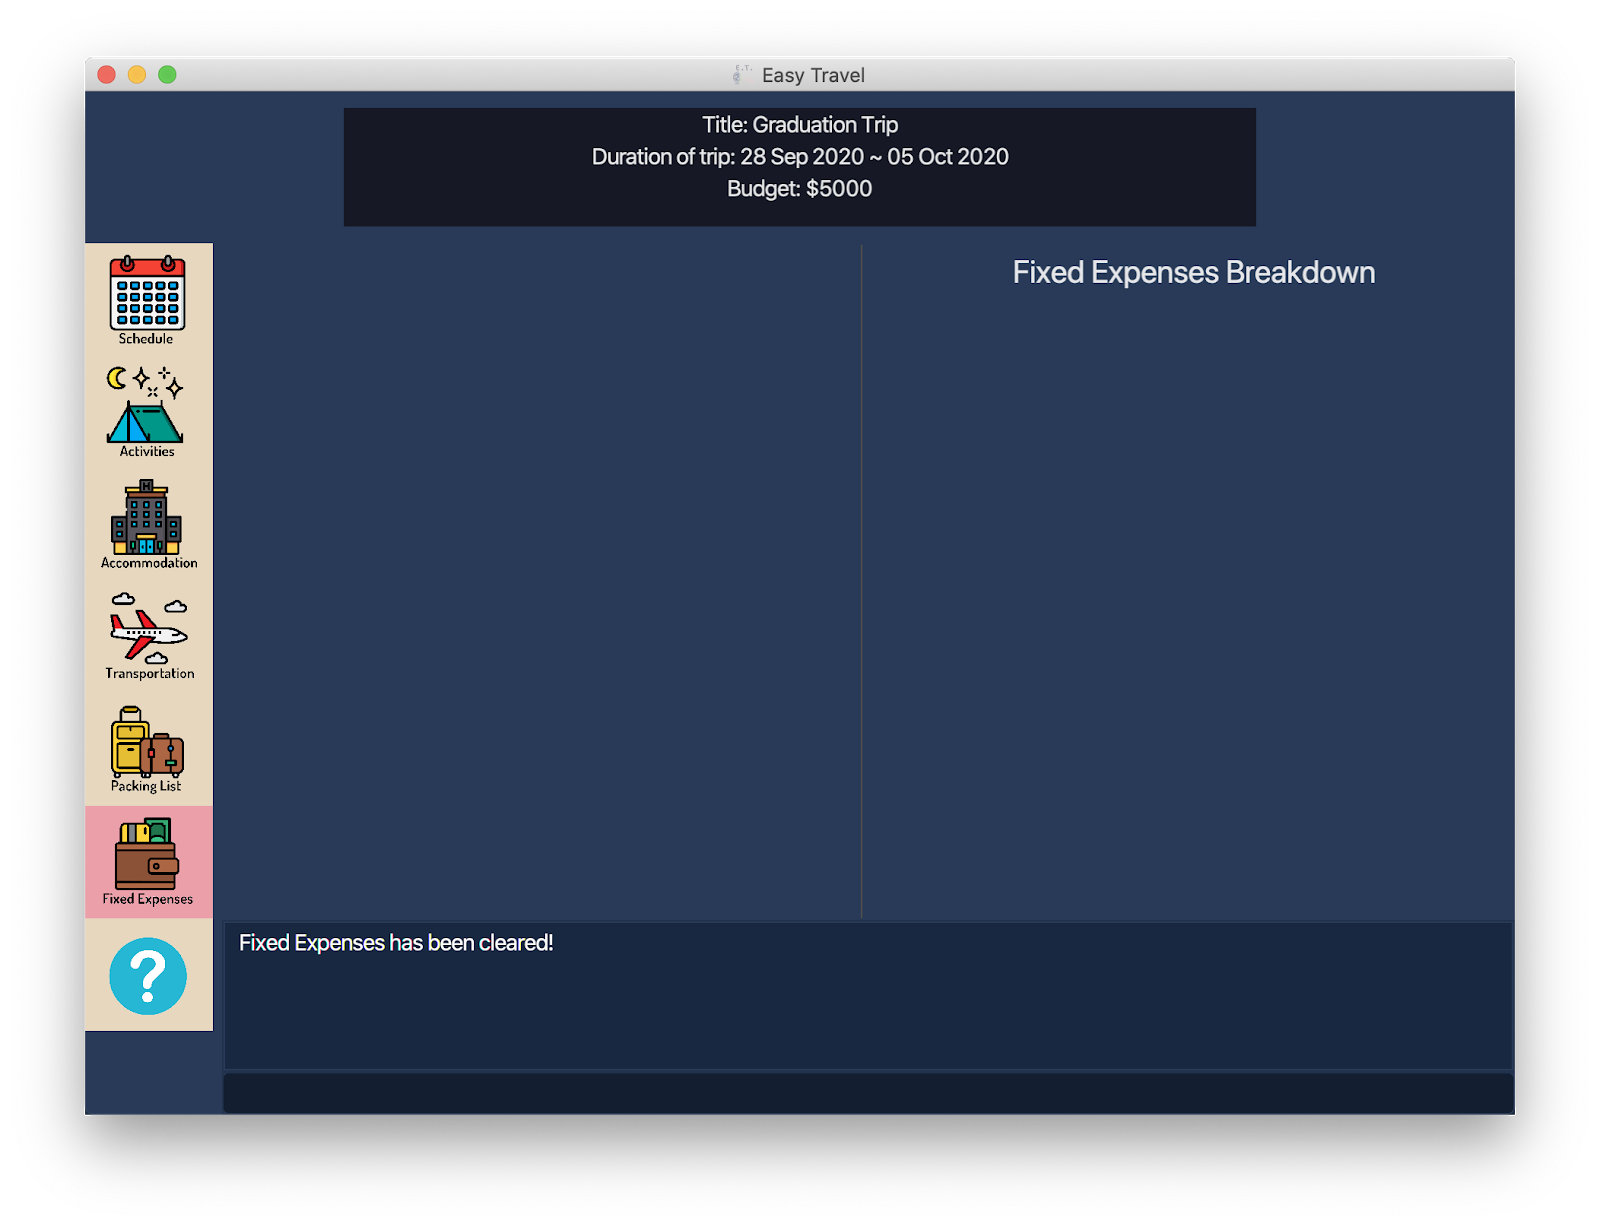 E.T.
Easy Travel
Title: Graduation Trip
Duration of trip: 28 Sep 2020 ~ 05 Oct 2020
Budget: $5000
Schedule
Activities
H
Accommodation
Transportation
Packing List
Fixed Expenses
?
Fixed Expenses Breakdown
Fixed Expenses has been cleared!